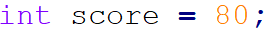 int score = 80;